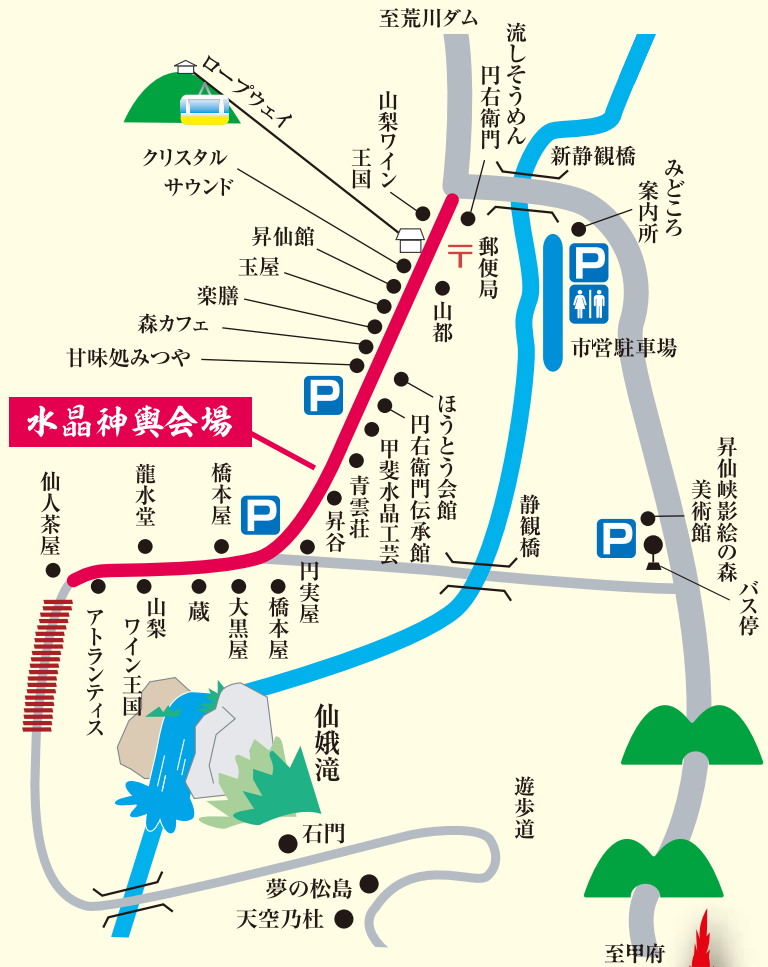 至荒川ダム
流しそうめん
円右衛門
ロープウェイ
山梨ワイン
王国
クリスタル
サウンド
新静観橋
みどころ
案内所
昇仙館
玉屋
楽膳
森カフェ
甘味処みつや
〒
郵便局
山都
P
市営駐車場
P
水晶神輿会場
ほうとう会館
円右衛門伝承館
甲斐水晶工芸
青雲荘
昇谷
円実屋
静観橋
昇仙峡影絵の森
美術館
P
バス停
仙人茶屋
龍水堂
橋本屋
P
アトランティス
山梨
ワイン王国
蔵
大黒屋
橋本屋
仙娥滝
石門
遊歩道
夢の松島
天空乃杜
至甲府